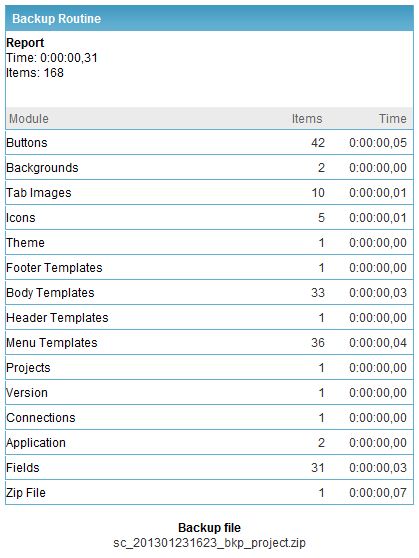 Backup Routine
Report
Time: 0:00:00,31
Items: 168
Module Items Time
Buttons 42 0:00:00,05
Backgrounds 2 0:00:00,00
Tab Images 10 0:00:00,01
Icons 5 0:00:00,01
Theme 1 0:00:00,00
Footer Templates 1 0:00:00,00
Body Templates 33 0:00:00,03
Header Templates 1 0:00:00,00
Menu Templates 36 0:00:00,04
Projects 1 0:00:00,00
Version 1 0:00:00,00
Connections 1 0:00:00,00
Application 2 0:00:00,00
Fields 31 0:00:00,03
Zip File 1 0:00:00,07
Backup file
sc_201301231623_bkp_project.zip